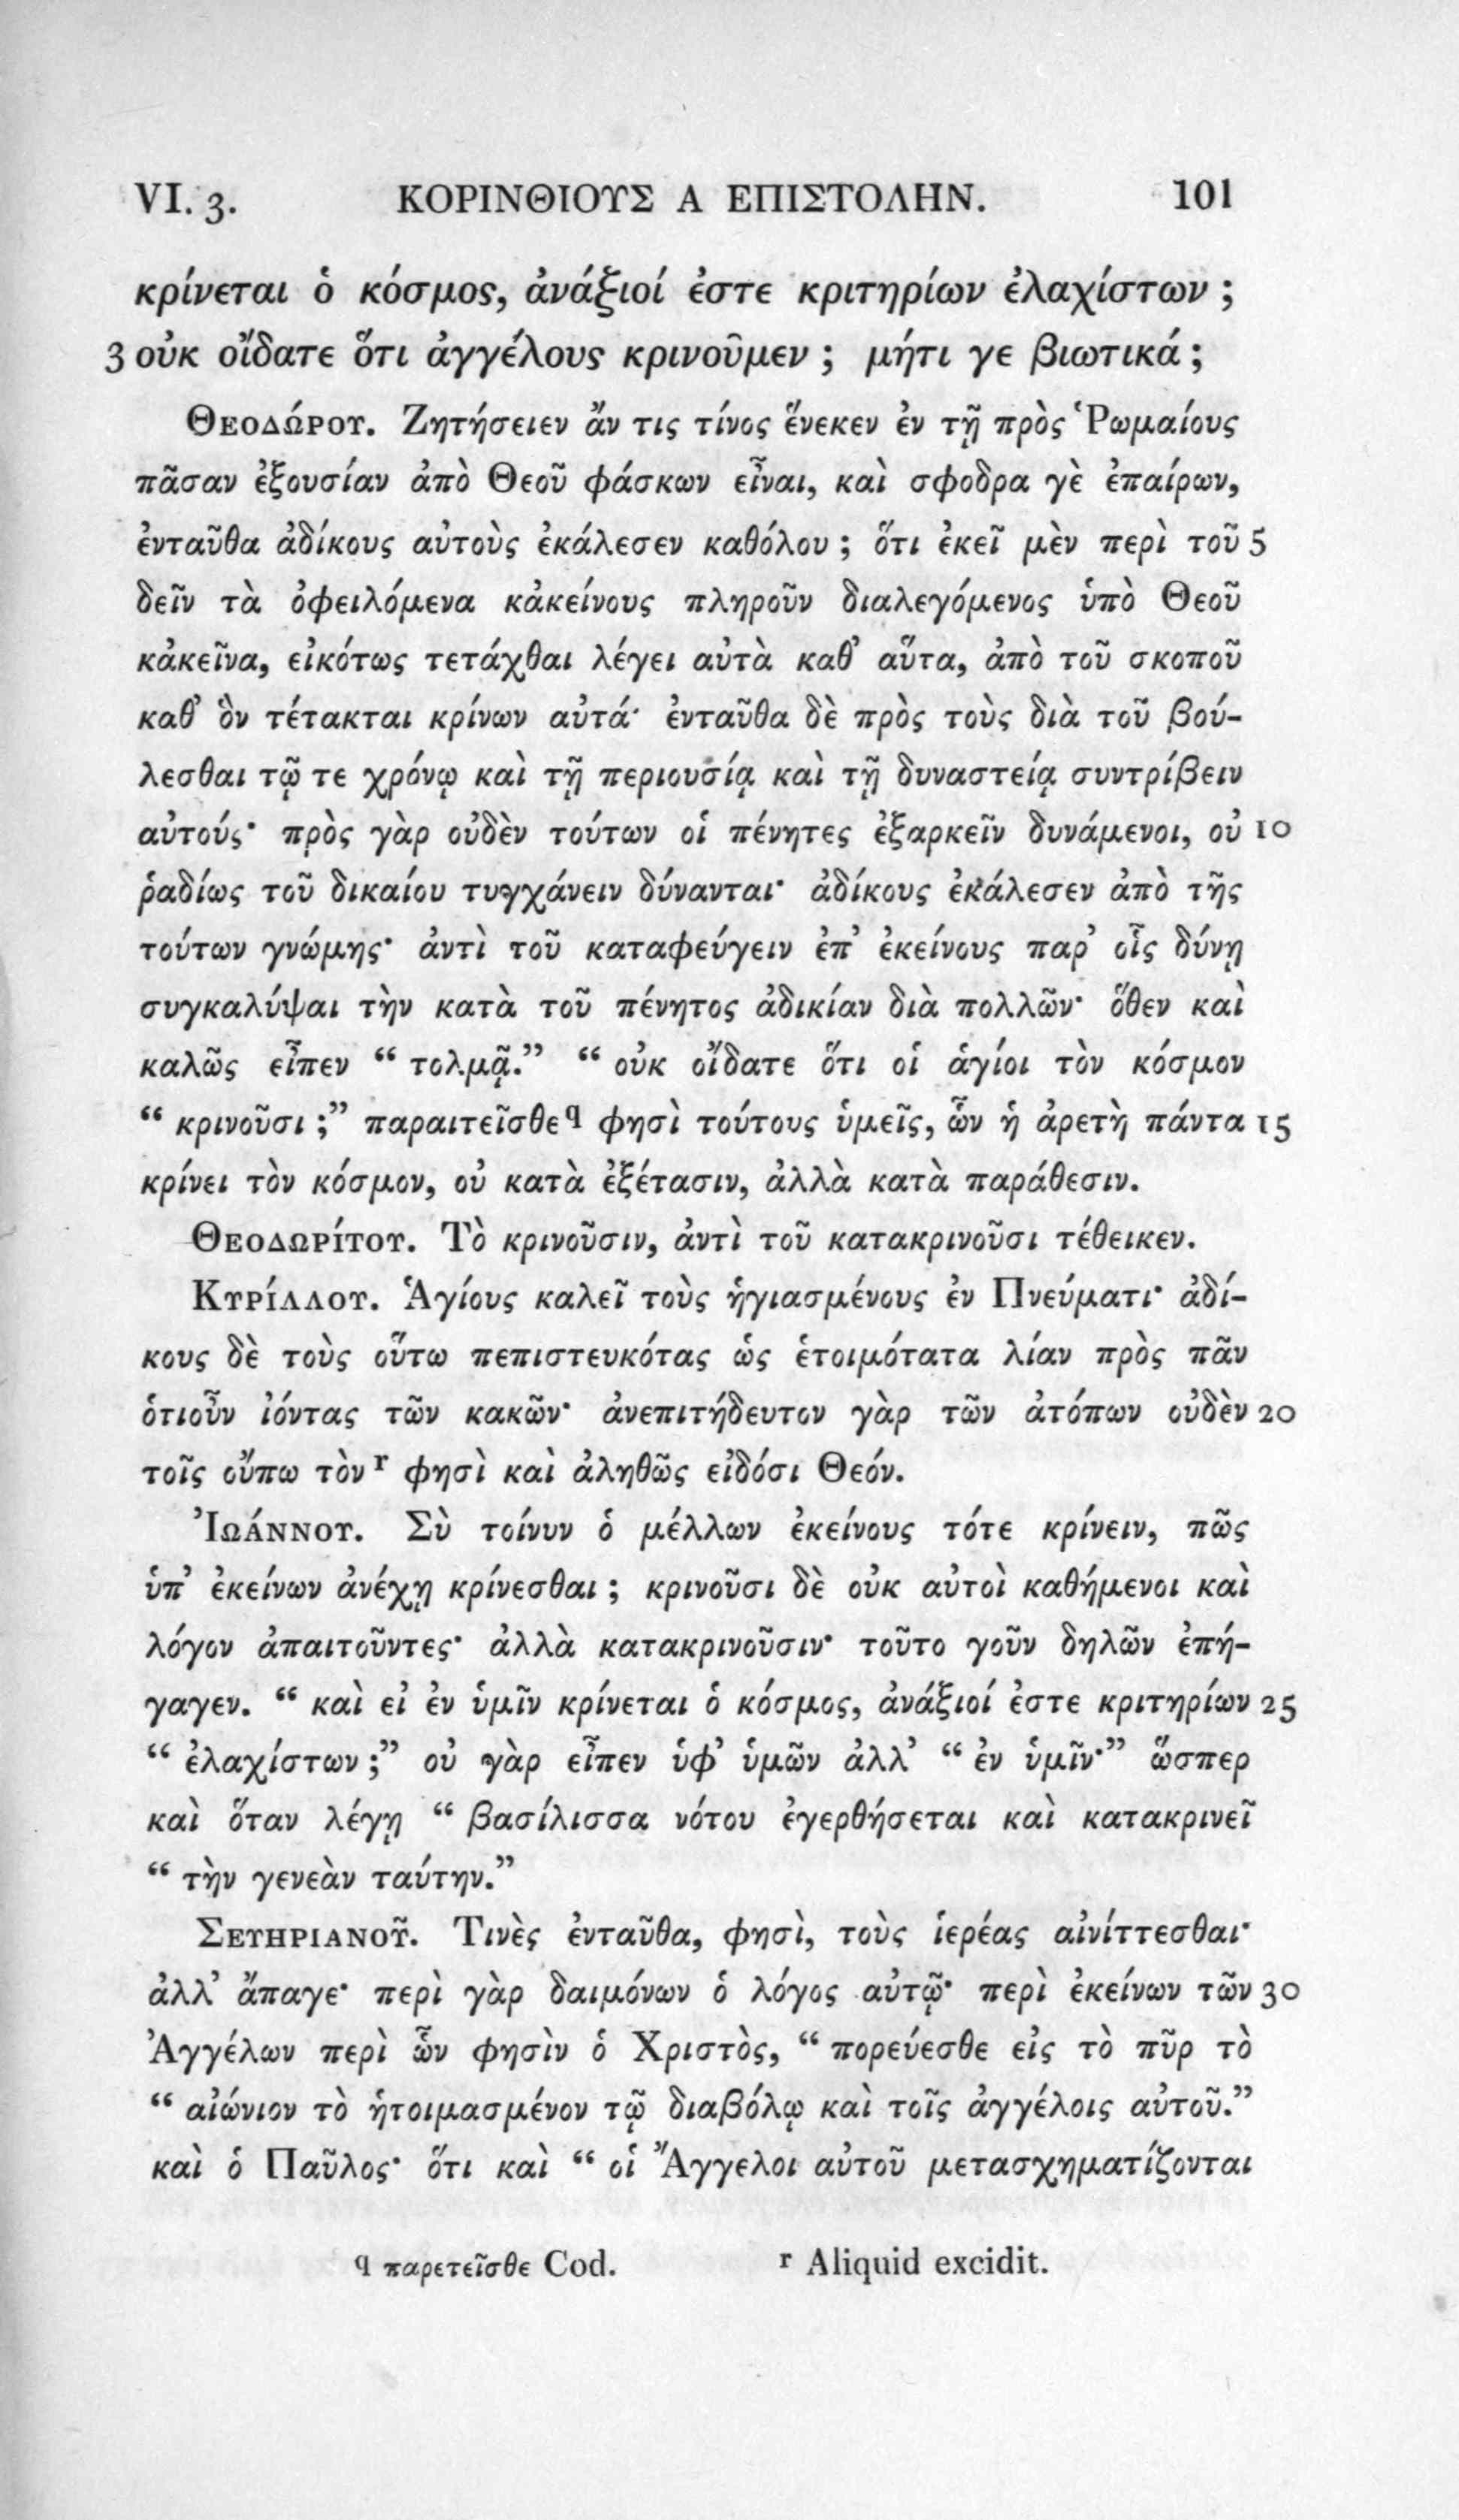 VI. 3. ΚΟΡΙΝΘΙΟΥΣ Α ΕΠΙΣΤΟΛΗΝ. 101
κρίνεται ὁ κόσμος, ἀνάξιοί ἐστε κριτηρίων ἐλαχίστων ;
3 οὐκ οἴδατε ὅτι ἀγγέλους κρινοῦμεν ; μήτι γε βιωτικά ;
ΘΕΟΔΏΡΟΥ. Ζητήσειεν ἄν τις τίνος ἕνεκεν ἐν τῇ πρὸς Ῥωμαίους
πᾶσαν ἐξουσίαν ἀπὸ Θεοῦ φάσκων εἶναι, καὶ σφοδρα γὲ ἐπαίρων,
ἐνταῦθα ἀδίκους αὐτοὺς ἐκάλεσεν καθόλου ; ὅτι ἐκεῖ μὲν περὶ τοῦ 5
δεῖν τὰ ὀφειλόμενα κἀκείνους πληροῦν διαλεγόμενος ὑπὸ Θεοῦ
κἀκεῖνα, εἰκότως τετάχθαι λέγει αὐτὰ καθ’ αὗτα, ἀπὸ τοῦ σκοποῦ
καθ’ ὃν τέτακται κρίνων αὐτά· ἐνταῦθα δὲ πρὸς τοὺς διὰ τοῦ βού-
λεσθαι τῷ τε χρόνῳ καὶ τῇ περιουσίᾳ καὶ τῇ δυναστείᾳ συντρίβειν
αὐτούς· πρὸς γὰρ οὐδὲν τούτων οἱ πένητες ἐξαρκεῖν δυνάμενοι, οὐ 10
ῥαδίως τοῦ δικαίου τυγχάνειν δύνανται· ἀδίκους ἐκάλεσεν ἀπὸ τῆς
τούτων γνώμης· ἀντὶ τοῦ καταφεύγειν ἐπ’ ἐκείνους παρ’ οἷς δύνῃ
συγκαλύψαι τὴν κατὰ τοῦ πένητος ἀδικίαν διὰ πολλῶν· ὅθεν καὶ
καλῶς εἶπεν “ τολμᾷ.” “ οὐκ οἴδατε ὅτι οἱ ἁγίοι τὸν κόσμον
“ κρινοῦσι ;” παραιτεῖσθε q φησὶ τούτους ὑμεῖς, ὧν ἡ ἀρετὴ πάντα 15
κρίνει τὸν κόσμον, οὐ κατὰ ἐξέτασιν, ἀλλὰ κατὰ παράθεσιν.
ΘΕΟΔΩΡΊΤΟΥ. Τὸ κρινοῦσιν, ἀντὶ τοῦ κατακρινοῦσι τέθεικεν.
ΚΥΡΊΛΛΟΥ. Ἁγίους καλεῖ τοὺς ἡγιασμένους ἐν Πνεύματι· ἀδί-
κους δὲ τοὺς οὕτω πεπιστευκότας ὡς ἑτοιμότατα λίαν πρὸς πᾶν
ὁτιοῦν ἰόντας τῶν κακῶν· ἀνεπιτήδευτον γὰρ τῶν ἀτόπων οὐδὲν 20
τοῖς οὔπω τὸν r φησὶ καὶ ἀληθῶς εἰδόσι Θεόν.
ἸΩΆΝΝΟΥ. Σὺ τοίνυν ὁ μέλλων ἐκείνους τότε κρίνειν, πῶς
ὑπ’ ἐκείνων ἀνέχῃ κρίνεσθαι ; κρινοῦσι δὲ οὐκ αὐτοὶ καθήμενοι καὶ
λόγον ἀπαιτοῦντες· ἀλλὰ κατακρινοῦσιν· τοῦτο γοῦν δηλῶν ἐπή-
γαγεν. “ καὶ εἰ ἐν ὑμῖν κρίνεται ὁ κόσμος, ἀνάξιοί ἐστε κριτηρίων 25
“ ἐλαχίστων ;” οὐ γὰρ εἶπεν ὑφ’ ὑμῶν ἀλλ’ “ ἐν ὑμῖν·” ὥσπερ
καὶ ὅταν λέγῃ “ βασίλισσα νότου ἐγερθήσεται καὶ κατακρινεῖ
“ τὴν γενεὰν ταύτην.”
ΣΕΥΗΡΙΑΝΟΥ͂. Τινὲς ἐνταῦθα, φησὶ, τοὺς ἱερέας αἰνίττεσθαι·
ἀλλ’ ἄπαγε· περὶ γὰρ δαιμόνων ὁ λόγος αὐτῷ· περὶ ἐκείνων τῶν 30
Ἀγγέλων περὶ ὧν φησὶν ὁ Χριστὸς, “ πορεύεσθε εἰς τὸ πῦρ τὸ
“ αἰώνιον τὸ ἡτοιμασμένον τῷ διαβόλῳ καὶ τοῖς ἀγγέλοις αὐτοῦ.”
καὶ ὁ Παῦλος· ὅτι καὶ “ οἱ Ἄγγελοι αὐτοῦ μετασχηματίζονται
q παρετεῖσθε Cod. r Aliquid excidit.